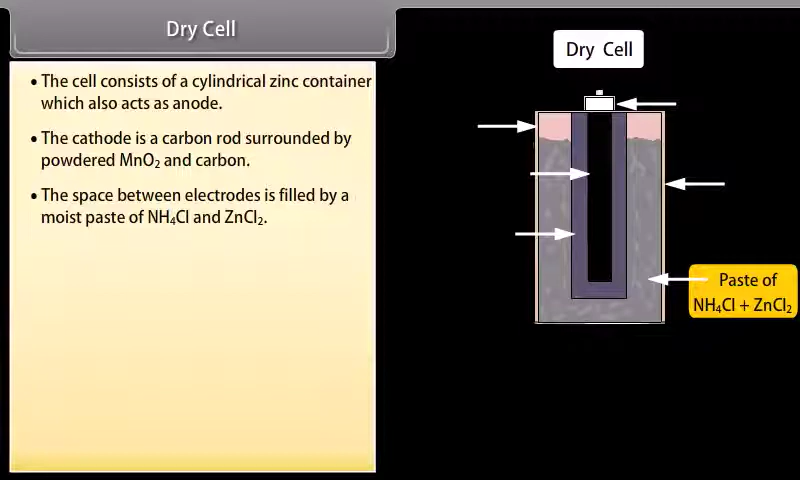 Dry Cell
• The cell consists of a cylindrical zinc container
which also acts as anode.
• The cathode is a carbon rod surrounded by
powdered MnO₂ and carbon.
• The space between electrodes is filled by a
moist paste of NH₄Cl and ZnCl₂.
Dry Cell
Paste of
NH₄Cl + ZnCl₂